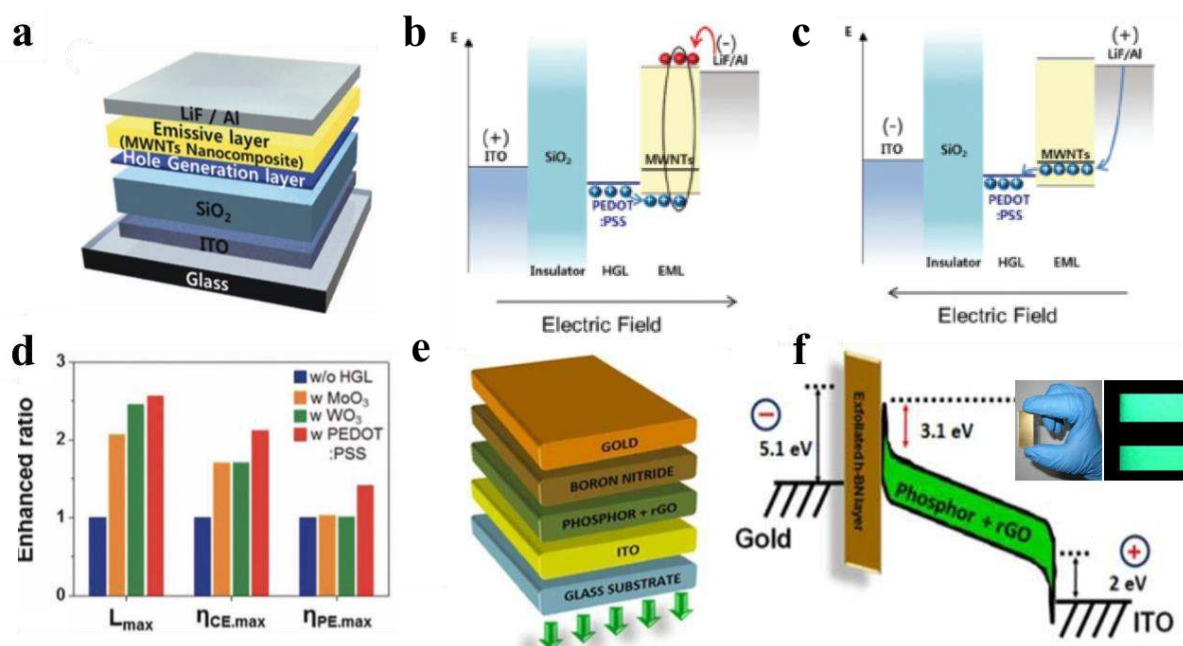 a
LiF / Al
Emissive layer
(MWNTs Nanocomposite)
Hole Generation layer
SiO₂
ITO
Glass
b
E
(+)
ITO
SiO₂
(-)
LiF/Al
MWNTs
PEDOT
:PSS
Insulator HGL EML
Electric Field
c
E
(-)
ITO
SiO₂
(+)
LiF/Al
MWNTs
PEDOT
:PSS
Insulator HGL EML
Electric Field
d
Enhanced ratio
3
2
1
0
w/o HGL
w MoO₃
w WO₃
w PEDOT
:PSS
Lmax
ηCE.max
ηPE.max
e
GOLD
BORON NITRIDE
PHOSPHOR + rGO
ITO
GLASS SUBSTRATE
f
5.1 eV
Gold
Exfoliated h-BN layer
3.1 eV
Phosphor + rGO
2 eV
ITO